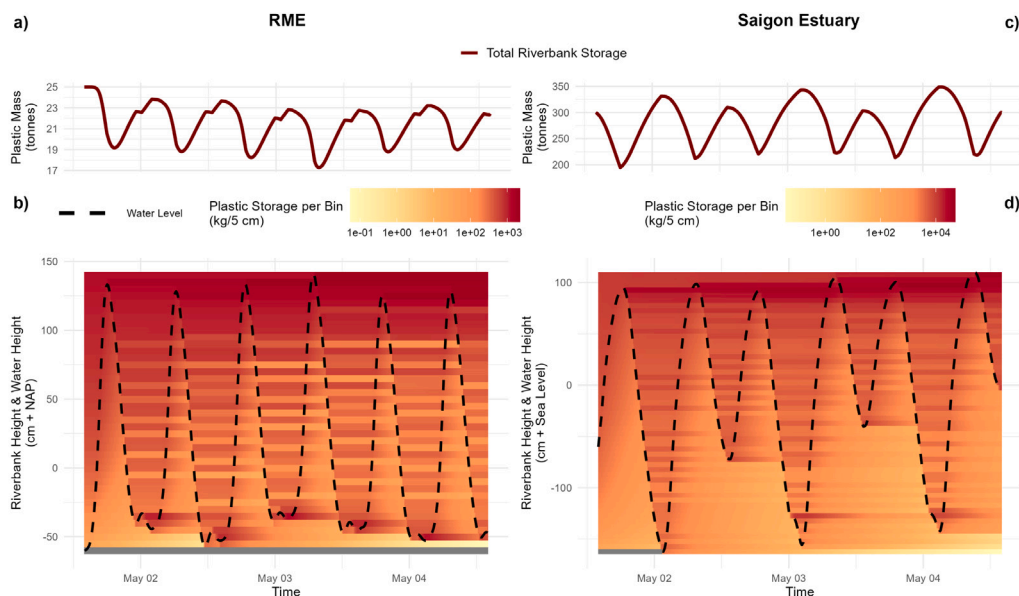 RME
Saigon Estuary
a)
c)
Total Riverbank Storage
Plastic Mass
(tonnes)
25
23
21
19
17
Plastic Mass
(tonnes)
350
300
250
200
b)
Water Level
Plastic Storage per Bin
(kg/5 cm)
1e-01 1e+00 1e+01 1e+02 1e+03
Plastic Storage per Bin
(kg/5 cm)
1e+00 1e+02 1e+04
d)
Riverbank Height & Water Height
(cm + NAP)
150
100
50
0
-50
May 02 May 03 May 04
Time
Riverbank Height & Water Height
(cm + Sea Level)
100
0
-100
May 02 May 03 May 04
Time